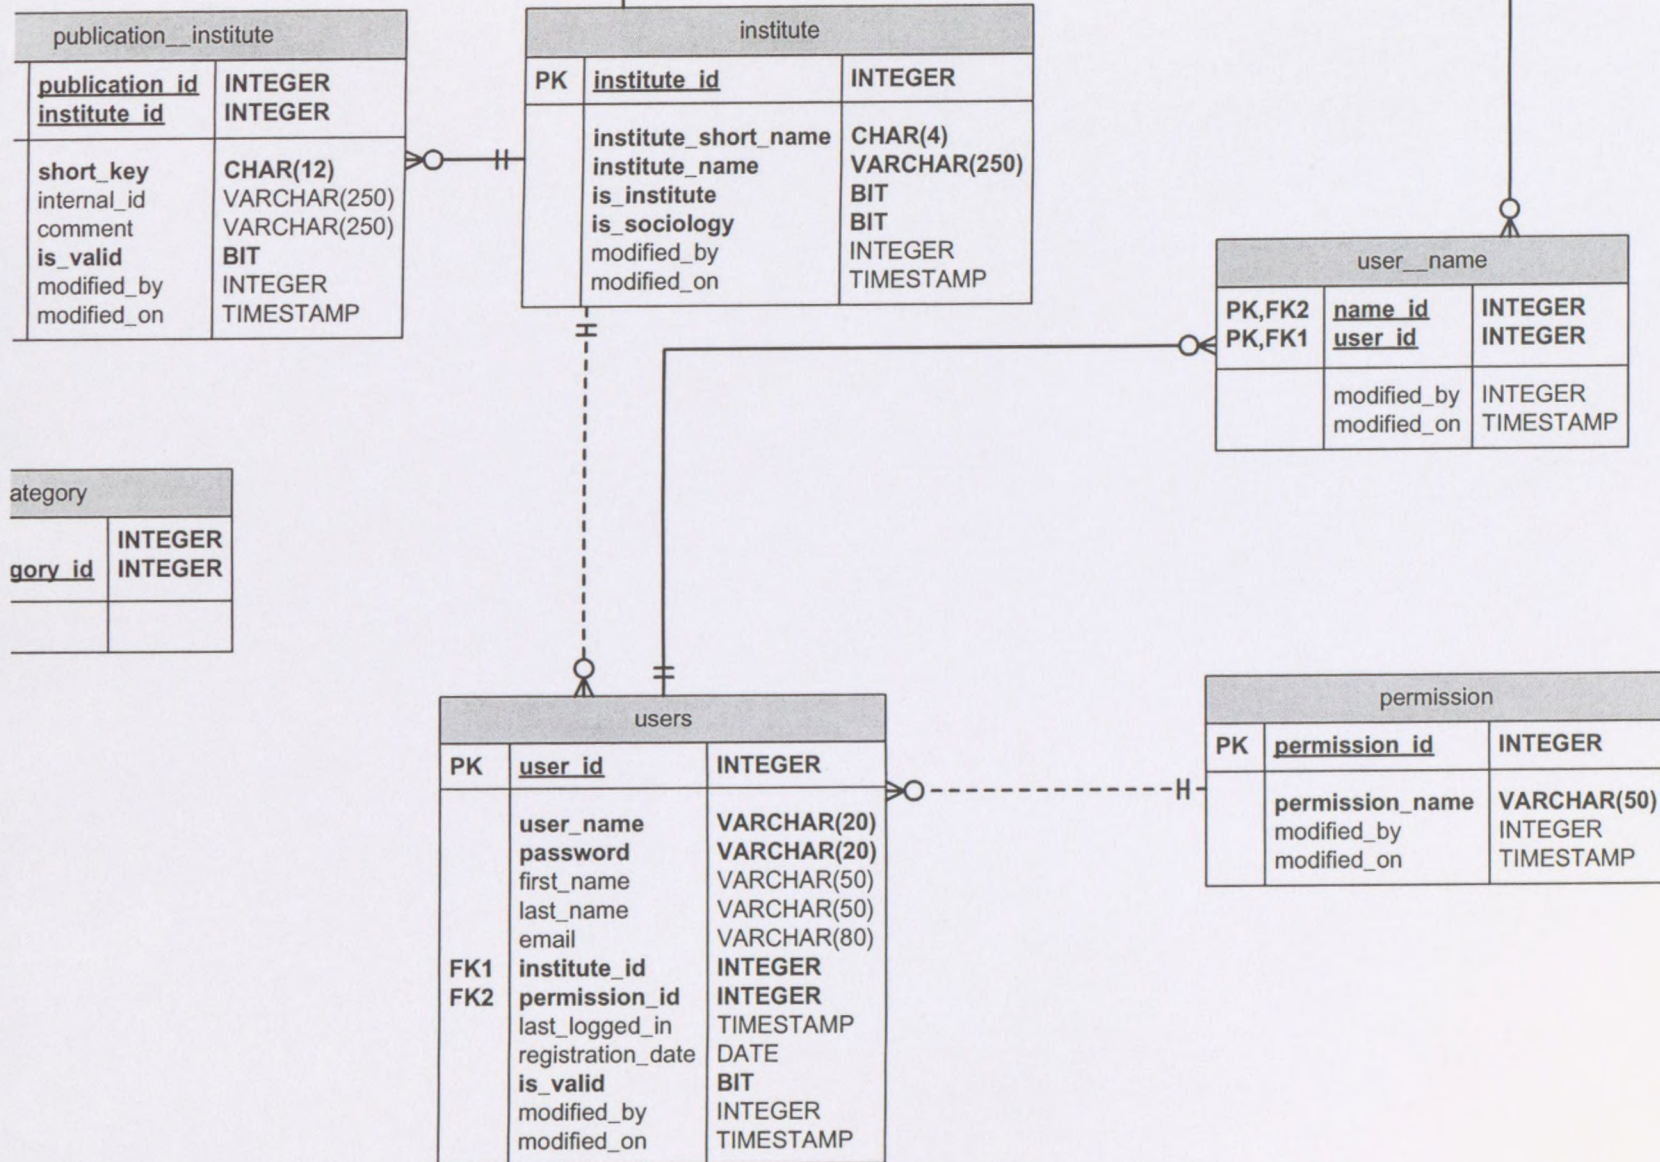 publication__institute
publication_id INTEGER
institute_id INTEGER
short_key CHAR(12)
internal_id VARCHAR(250)
comment VARCHAR(250)
is_valid BIT
modified_by INTEGER
modified_on TIMESTAMP
institute
PK institute_id INTEGER
institute_short_name CHAR(4)
institute_name VARCHAR(250)
is_institute BIT
is_sociology BIT
modified_by INTEGER
modified_on TIMESTAMP
user__name
PK,FK2 name_id INTEGER
PK,FK1 user_id INTEGER
modified_by INTEGER
modified_on TIMESTAMP
ategory
INTEGER
gory_id INTEGER
users
PK user_id INTEGER
user_name VARCHAR(20)
password VARCHAR(20)
first_name VARCHAR(50)
last_name VARCHAR(50)
email VARCHAR(80)
FK1 institute_id INTEGER
FK2 permission_id INTEGER
last_logged_in TIMESTAMP
registration_date DATE
is_valid BIT
modified_by INTEGER
modified_on TIMESTAMP
permission
PK permission_id INTEGER
permission_name VARCHAR(50)
modified_by INTEGER
modified_on TIMESTAMP